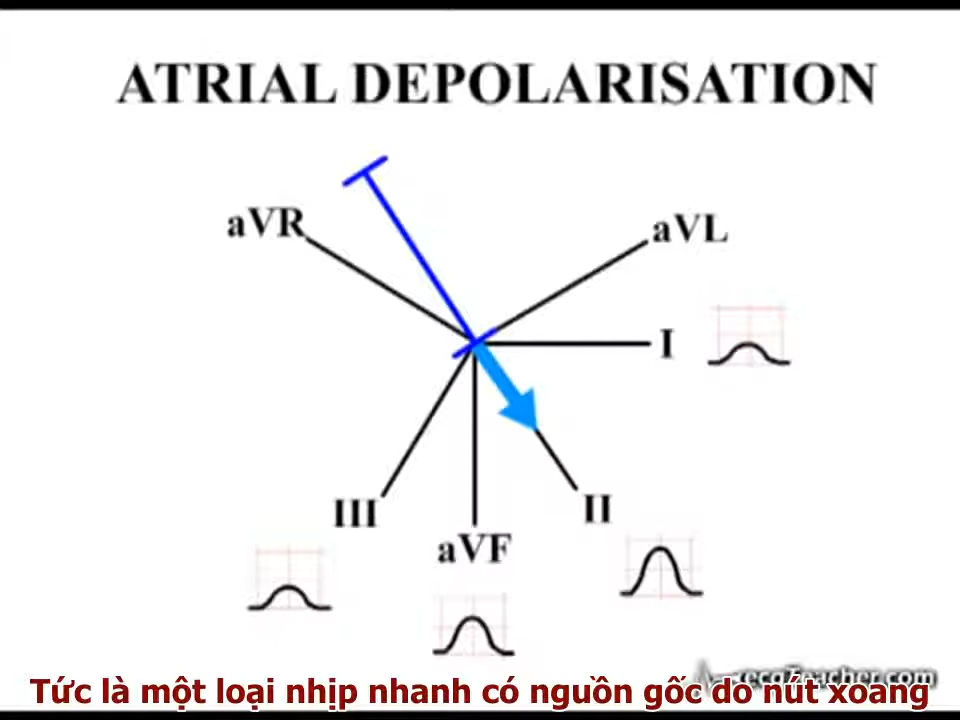 ATRIAL DEPOLARISATION
aVR
aVL
I
III
II
aVF
Tức là một loại nhịp nhanh có nguồn gốc do nút xoang